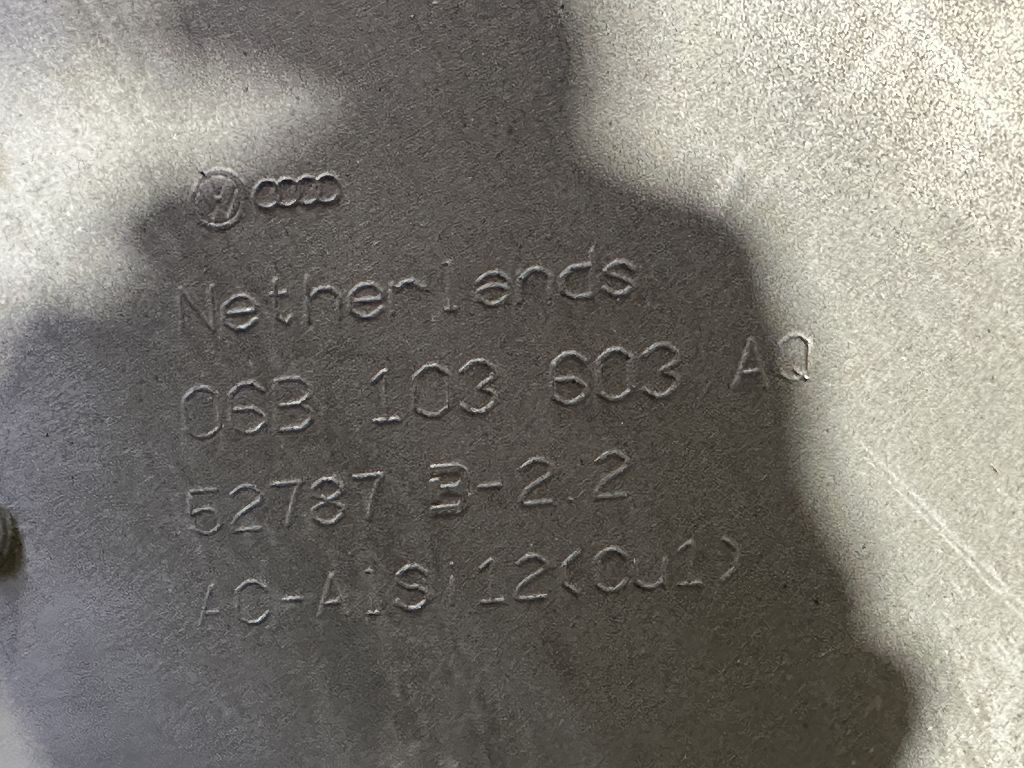 Netherlands
06B 103 603 AQ
52787 B-2.2
AC-AlSi12(Cu1)